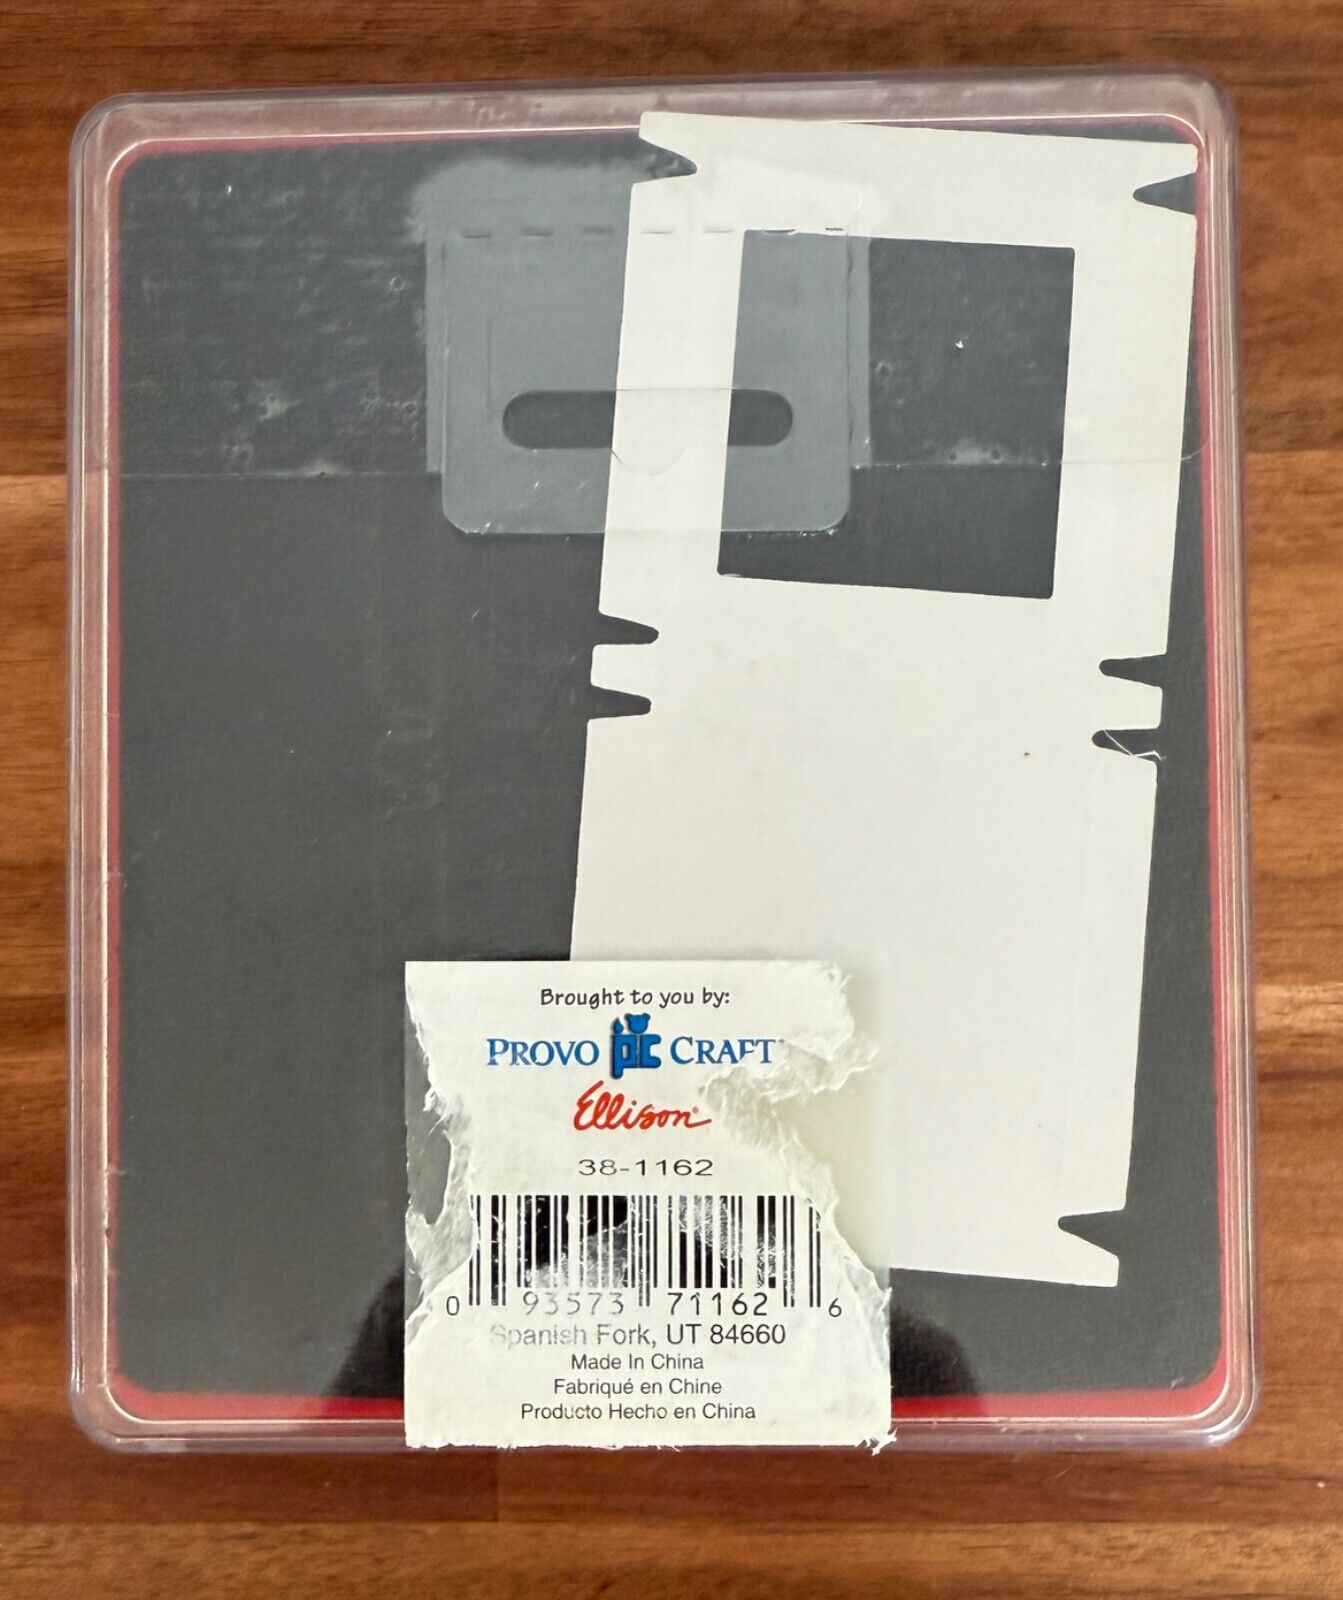 Brought to you by:
PROVO pc CRAFT
Ellison®
38-1162
0 93573 71162 6
Spanish Fork, UT 84660
Made In China
Fabriqué en Chine
Producto Hecho en China